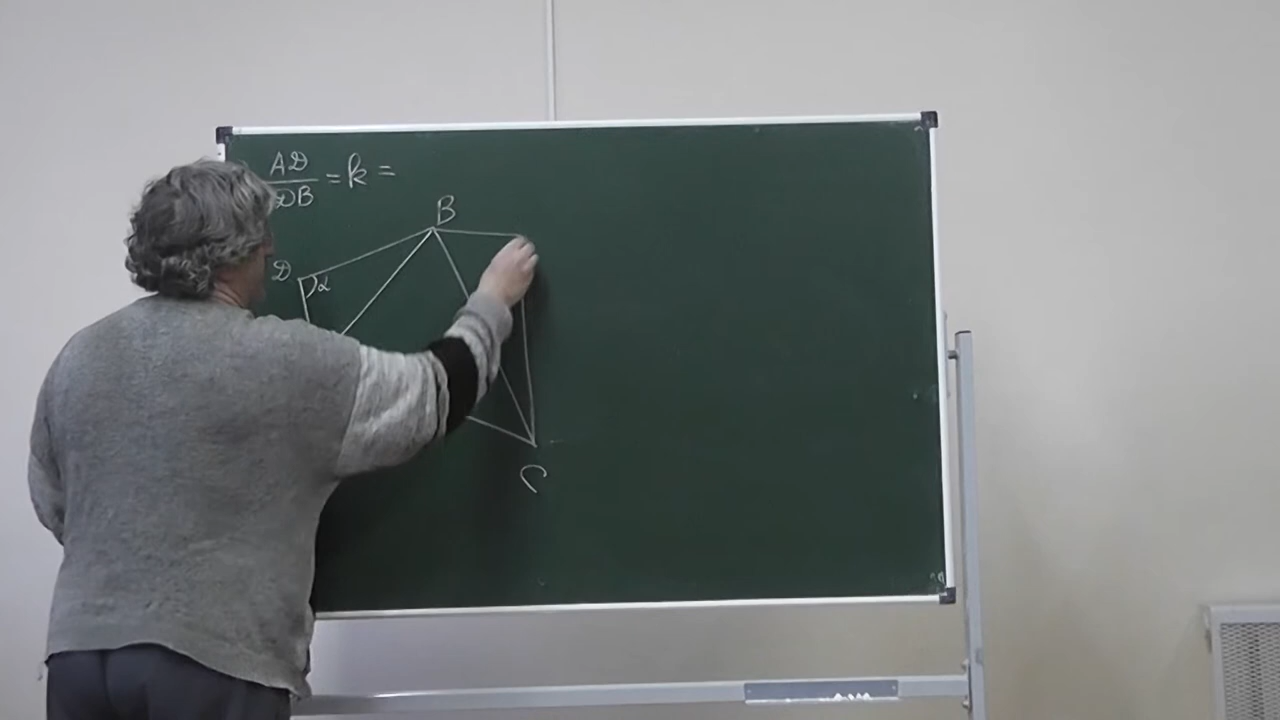 AD/DB = k =
B
D α
C